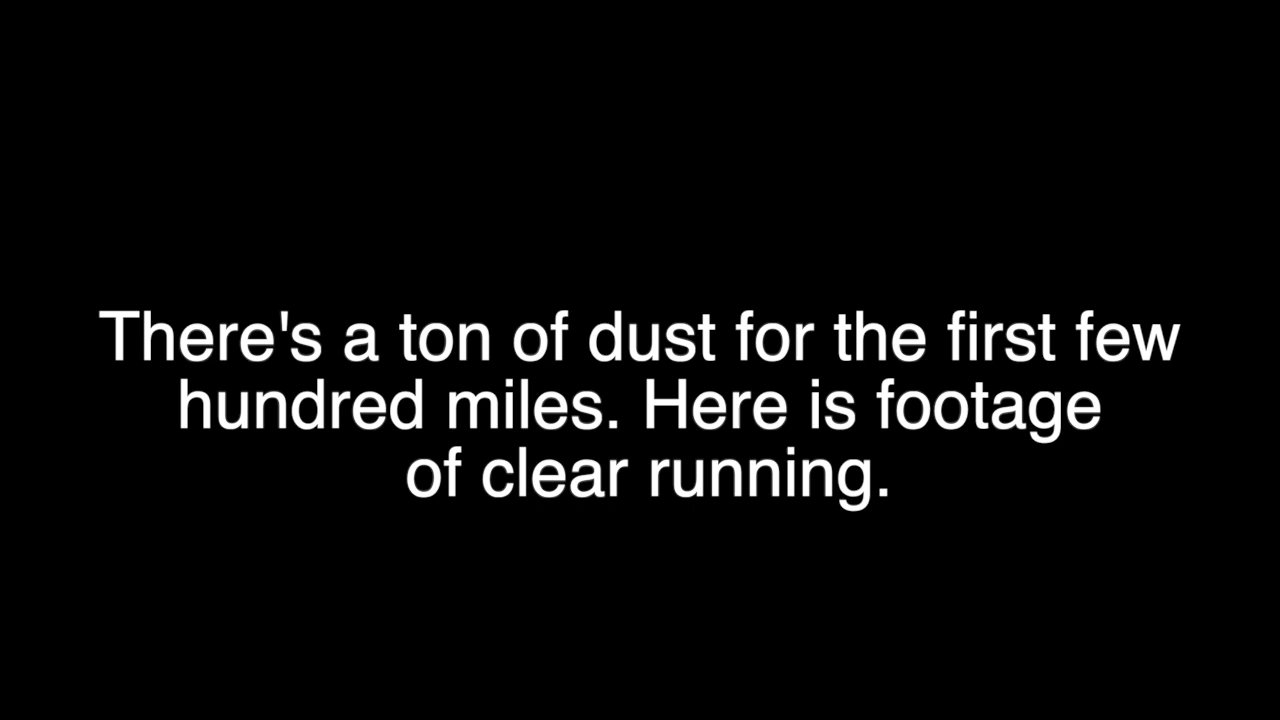 There's a ton of dust for the first few
hundred miles. Here is footage
of clear running.